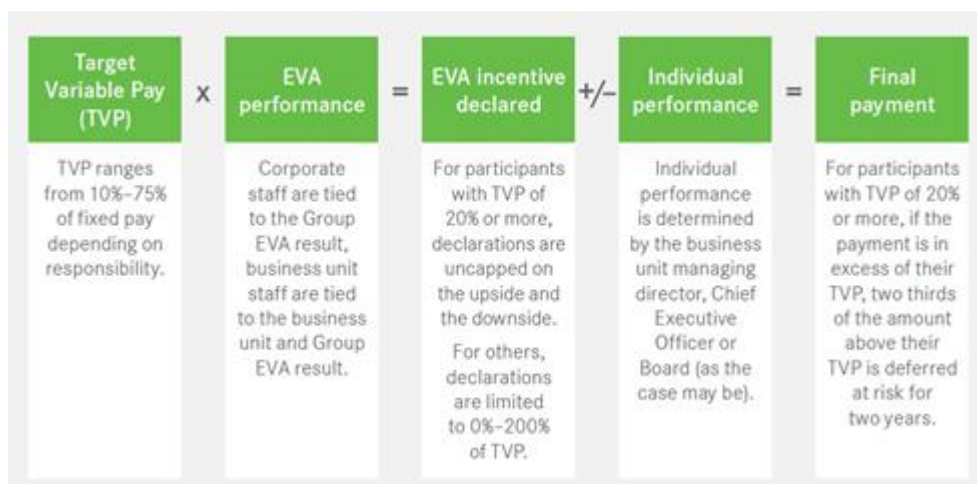 Target
Variable Pay
(TVP)
x
EVA
performance
=
EVA incentive
declared
+/-
Individual
performance
=
Final
payment
TVP ranges
from 10%–75%
of fixed pay
depending on
responsibility.
Corporate
staff are tied
to the Group
EVA result,
business unit
staff are tied
to the business
unit and Group
EVA result.
For participants
with TVP of
20% or more,
declarations are
uncapped on
the upside and
the downside.
For others,
declarations
are limited
to 0%–200%
of TVP.
Individual
performance
is determined
by the business
unit managing
director, Chief
Executive
Officer or
Board (as the
case may be).
For participants
with TVP of 20%
or more, if the
payment is in
excess of their
TVP, two thirds
of the amount
above their
TVP is deferred
at risk for
two years.